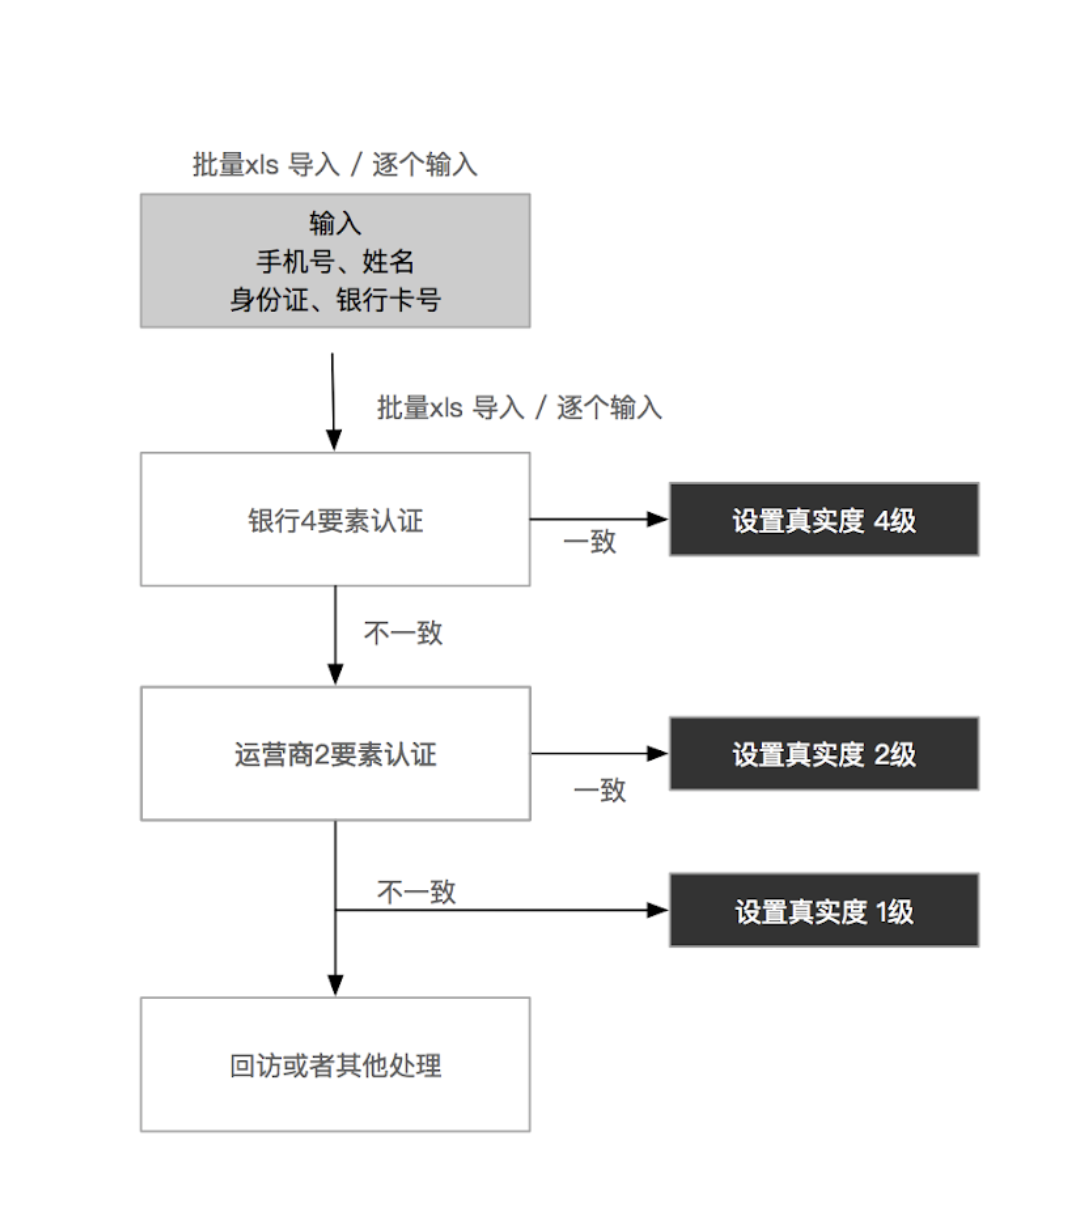 批量xls 导入 / 逐个输入
输入
手机号、姓名
身份证、银行卡号
批量xls 导入 / 逐个输入
银行4要素认证
一致
设置真实度 4级
不一致
运营商2要素认证
一致
设置真实度 2级
不一致
设置真实度 1级
回访或者其他处理